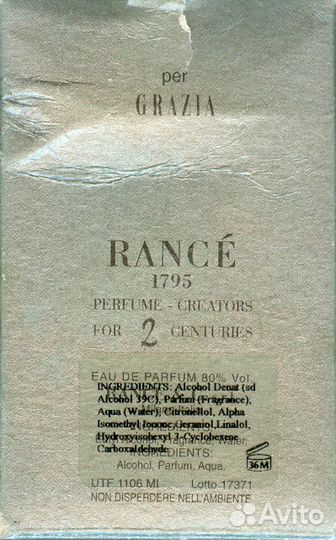 per
GRAZIA
RANCÉ
1795
PERFUME - CREATORS
FOR 2 CENTURIES
EAU DE PARFUM 80% Vol.
INGREDIENTS: Alcohol Denat (sd
Alcohol 39C), Parfum (Fragrance),
Aqua (Water), Citronellol, Alpha
Isomethyl Ionone, Geraniol, Linalol,
Hydroxyisohexyl 3-Cyclohexene
Carboxaldehyde
INGREDIENTS:
Alcohol, Parfum, Aqua.
36M
UTF 1106 MI Lotto 17371
NON DISPERDERE NELL'AMBIENTE
Avito